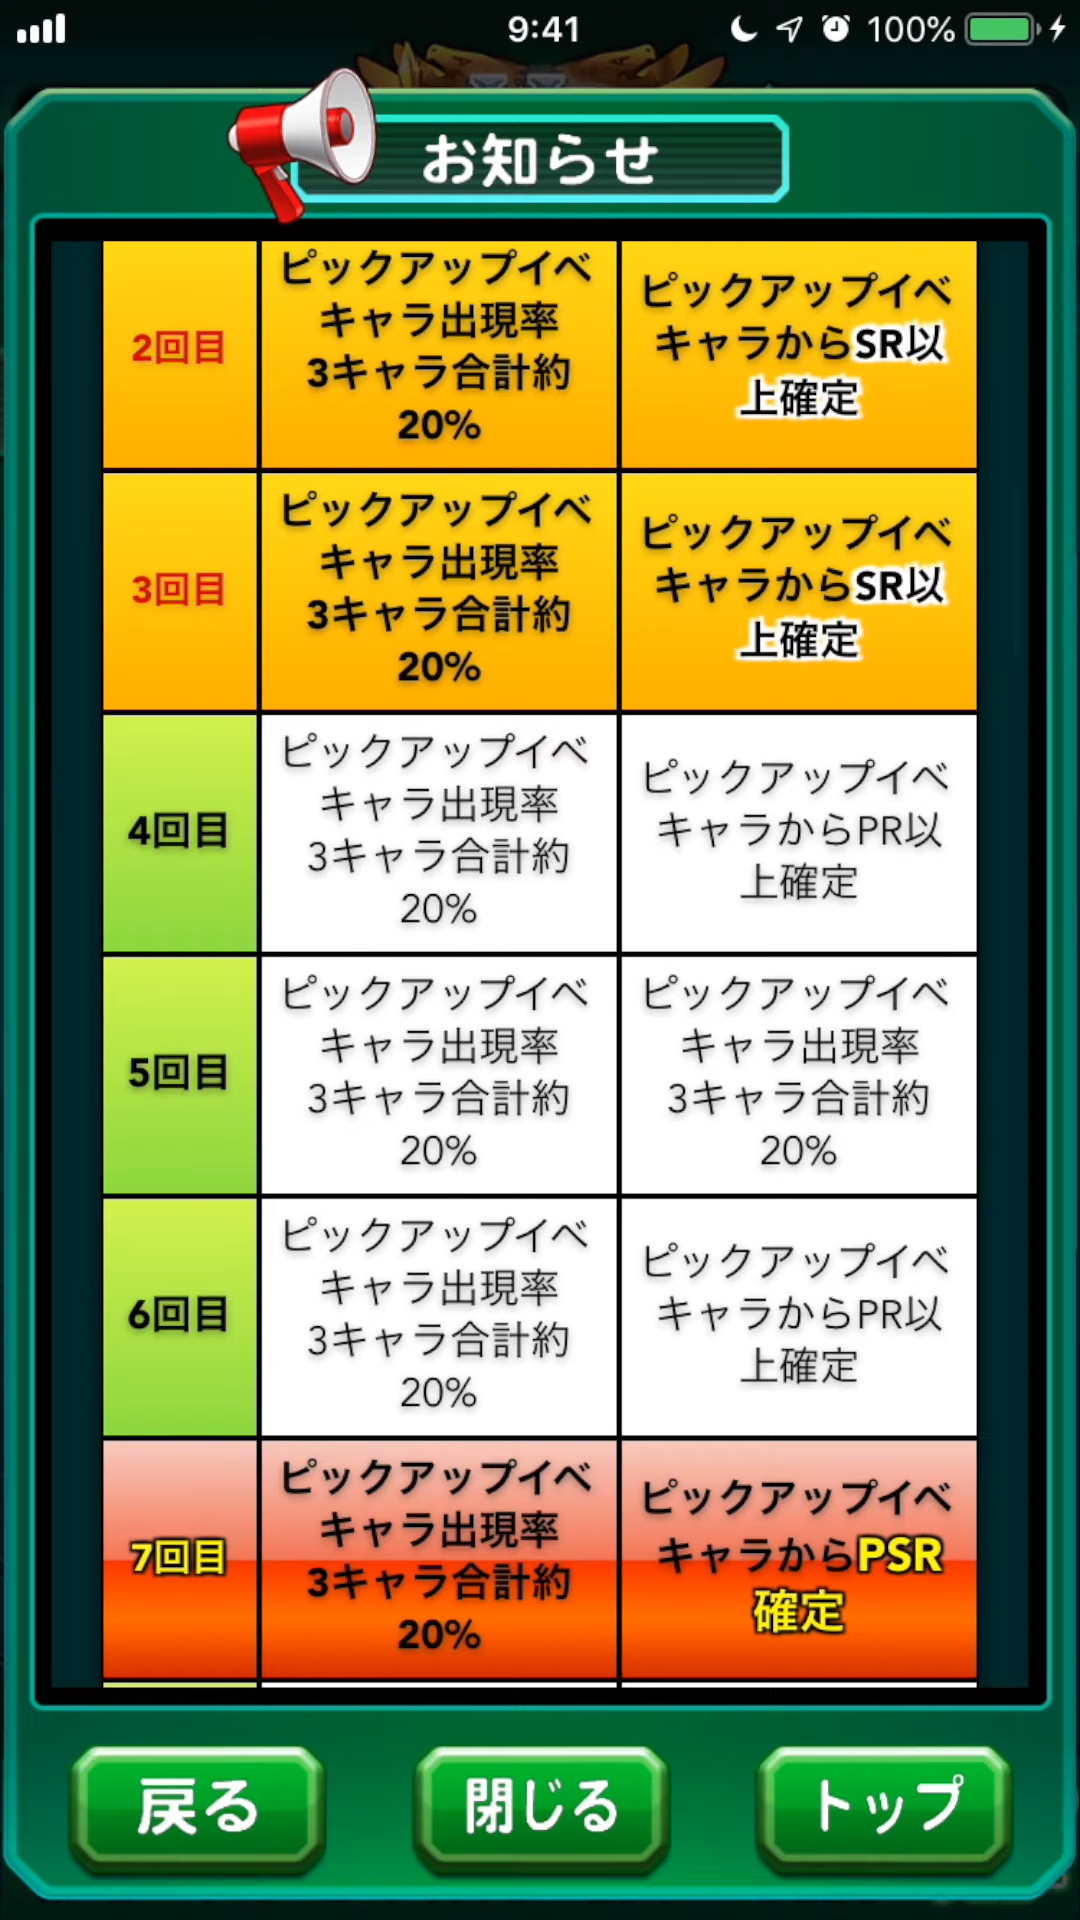 9:41
100%
お知らせ
2回目
ピックアップイベ
キャラ出現率
3キャラ合計約
20%
ピックアップイベ
キャラからSR以
上確定
3回目
ピックアップイベ
キャラ出現率
3キャラ合計約
20%
ピックアップイベ
キャラからSR以
上確定
4回目
ピックアップイベ
キャラ出現率
3キャラ合計約
20%
ピックアップイベ
キャラからPR以
上確定
5回目
ピックアップイベ
キャラ出現率
3キャラ合計約
20%
ピックアップイベ
キャラ出現率
3キャラ合計約
20%
6回目
ピックアップイベ
キャラ出現率
3キャラ合計約
20%
ピックアップイベ
キャラからPR以
上確定
7回目
ピックアップイベ
キャラ出現率
3キャラ合計約
20%
ピックアップイベ
キャラからPSR
確定
戻る
閉じる
トップ